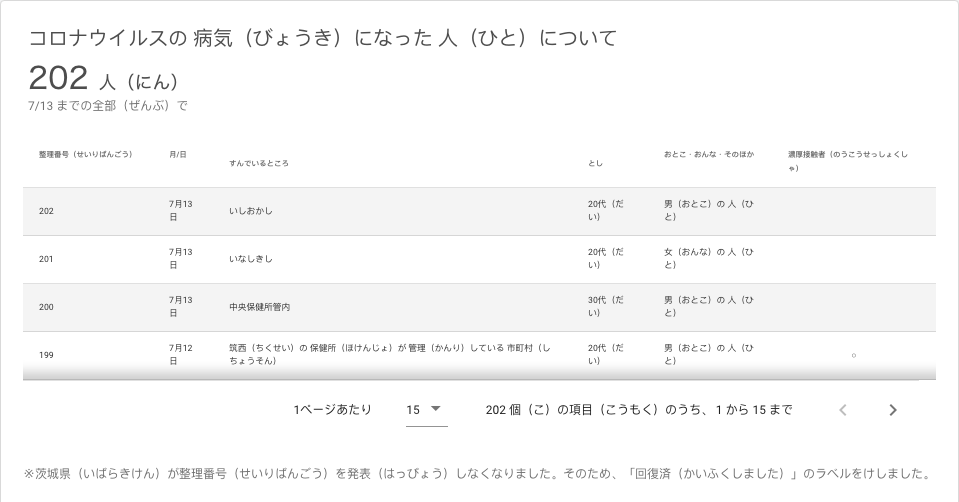 コロナウイルスの 病気（びょうき）になった 人（ひと）について
202 人（にん）
7/13 までの全部（ぜんぶ）で
整理番号（せいりばんごう）
月/日
すんでいるところ
とし
おとこ・おんな・そのほか
濃厚接触者（のうこうせっしょくし
ゃ）
202
7月13
日
いしおかし
20代（だ
い）
男（おとこ）の 人（ひ
と）
201
7月13
日
いなしきし
20代（だ
い）
女（おんな）の 人（ひ
と）
200
7月13
日
中央保健所管内
30代（だ
い）
男（おとこ）の 人（ひ
と）
199
7月12
日
筑西（ちくせい）の 保健所（ほけんじょ）が 管理（かんり）している 市町村（し
ちょうそん）
20代（だ
い）
男（おとこ）の 人（ひ
と）
○
1ページあたり
15
202 個（こ）の項目（こうもく）のうち、1 から 15 まで
※茨城県（いばらきけん）が整理番号（せいりばんごう）を発表（はっぴょう）しなくなりました。そのため、「回復済（かいふくしました）」のラベルをけしました。